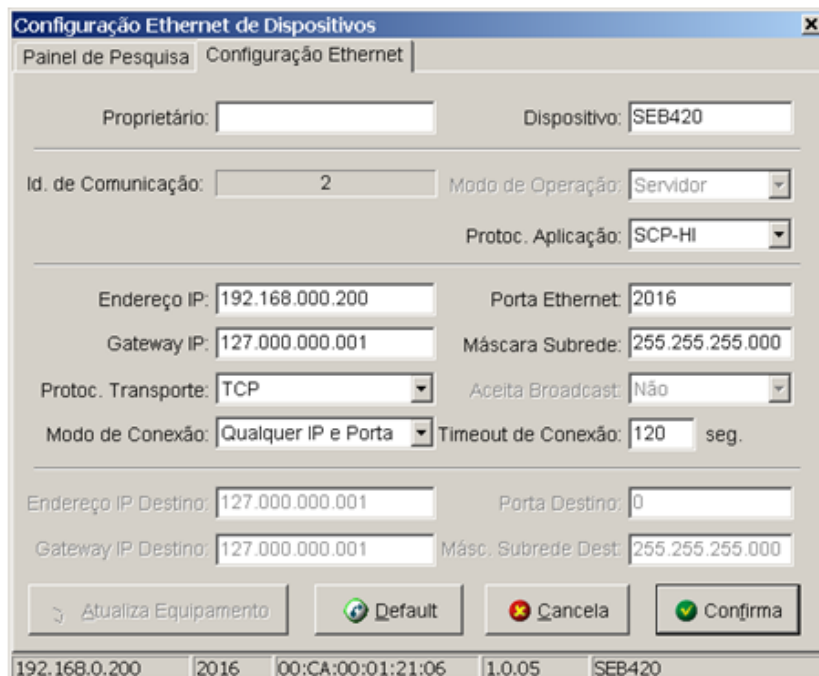 Configuração Ethernet de Dispositivos
Painel de Pesquisa Configuração Ethernet
Proprietário: Dispositivo: SEB420
Id. de Comunicação: 2 Modo de Operação: Servidor
Protoc. Aplicação: SCP-HI
Endereço IP: 192.168.000.200 Porta Ethernet: 2016
Gateway IP: 127.000.000.001 Máscara Subrede: 255.255.255.000
Protoc. Transporte: TCP Aceita Broadcast: Não
Modo de Conexão: Qualquer IP e Porta Timeout de Conexão: 120 seg.
Endereço IP Destino: 127.000.000.001 Porta Destino: 0
Gateway IP Destino: 127.000.000.001 Másc. Subrede Dest: 255.255.255.000
Atualiza Equipamento Default Cancela Confirma
192.168.0.200 2016 00:CA:00:01:21:06 1.0.05 SEB420